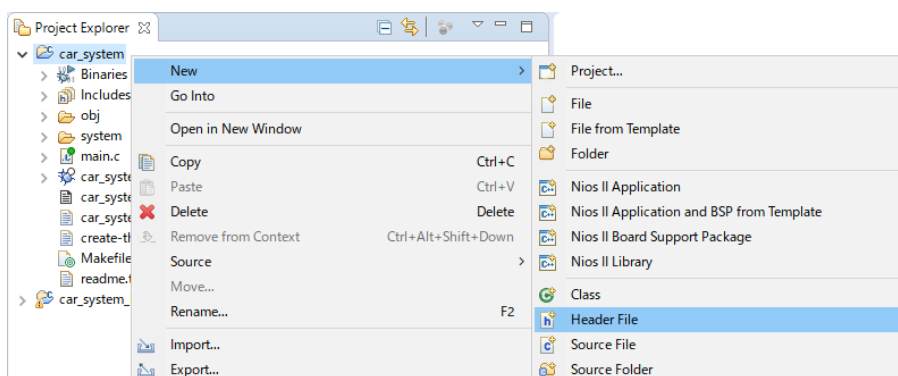 Project Explorer
car_system
Binaries
Includes
obj
system
main.c
car_syste
car_syste
car_syste
create-th
Makefile
readme.t
car_system_
New
Go Into
Open in New Window
Copy Ctrl+C
Paste Ctrl+V
Delete Delete
Remove from Context Ctrl+Alt+Shift+Down
Source
Move...
Rename... F2
Import...
Export...
Project...
File
File from Template
Folder
Nios II Application
Nios II Application and BSP from Template
Nios II Board Support Package
Nios II Library
Class
Header File
Source File
Source Folder